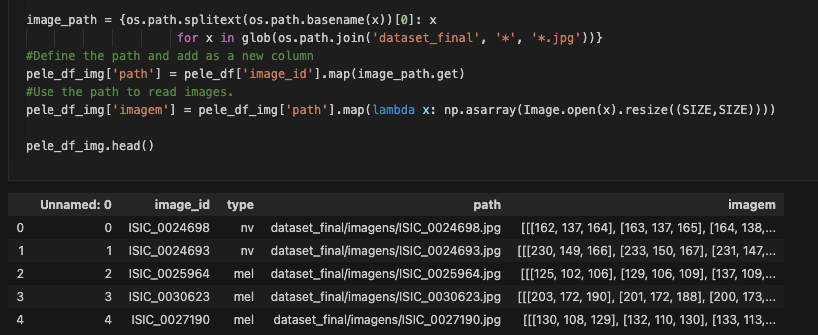 image_path = {os.path.splitext(os.path.basename(x))[0]: x
for x in glob(os.path.join('dataset_final', '*', '*.jpg'))}
#Define the path and add as a new column
pele_df_img['path'] = pele_df['image_id'].map(image_path.get)
#Use the path to read images.
pele_df_img['imagem'] = pele_df_img['path'].map(lambda x: np.asarray(Image.open(x).resize((SIZE,SIZE))))
pele_df_img.head()
Unnamed: 0 image_id type path imagem
0 0 ISIC_0024698 nv dataset_final/imagens/ISIC_0024698.jpg [[[162, 137, 164], [163, 137, 165], [164, 138,...
1 1 ISIC_0024693 nv dataset_final/imagens/ISIC_0024693.jpg [[[230, 149, 166], [233, 150, 167], [231, 147,...
2 2 ISIC_0025964 mel dataset_final/imagens/ISIC_0025964.jpg [[[125, 102, 106], [129, 106, 109], [137, 109,...
3 3 ISIC_0030623 mel dataset_final/imagens/ISIC_0030623.jpg [[[203, 172, 190], [201, 172, 188], [200, 173,...
4 4 ISIC_0027190 mel dataset_final/imagens/ISIC_0027190.jpg [[[130, 108, 129], [132, 110, 130], [133, 113,...